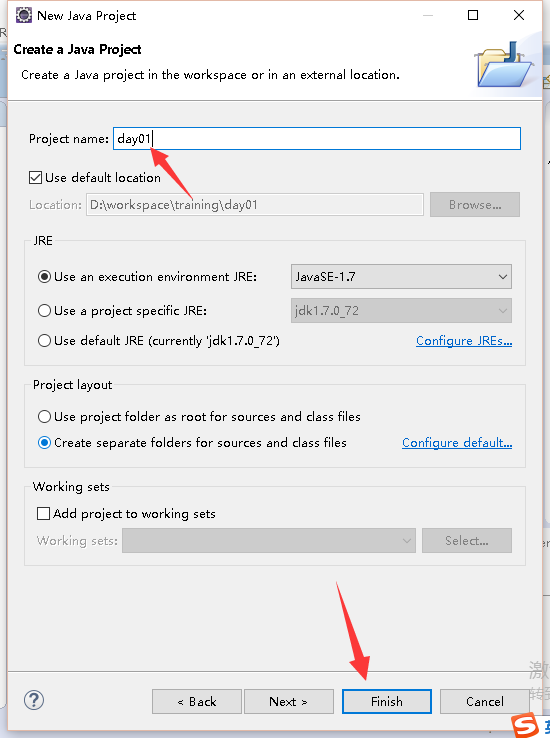 New Java Project
Create a Java Project
Create a Java project in the workspace or in an external location.
Project name: day01
Use default location
Location: D:\workspace\training\day01 Browse...
JRE
Use an execution environment JRE: JavaSE-1.7
Use a project specific JRE: jdk1.7.0_72
Use default JRE (currently 'jdk1.7.0_72') Configure JREs...
Project layout
Use project folder as root for sources and class files
Create separate folders for sources and class files Configure default...
Working sets
Add project to working sets
Working sets: Select...
激
转到
? < Back Next > Finish Cancel
S 英